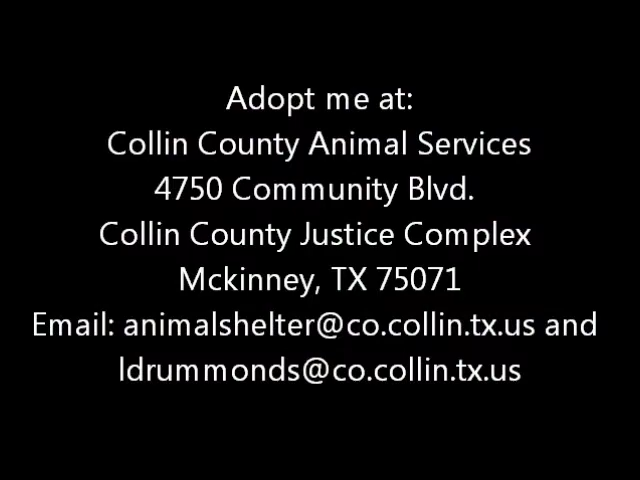 Adopt me at:
Collin County Animal Services
4750 Community Blvd.
Collin County Justice Complex
Mckinney, TX 75071
Email: animalshelter@co.collin.tx.us and
ldrummonds@co.collin.tx.us